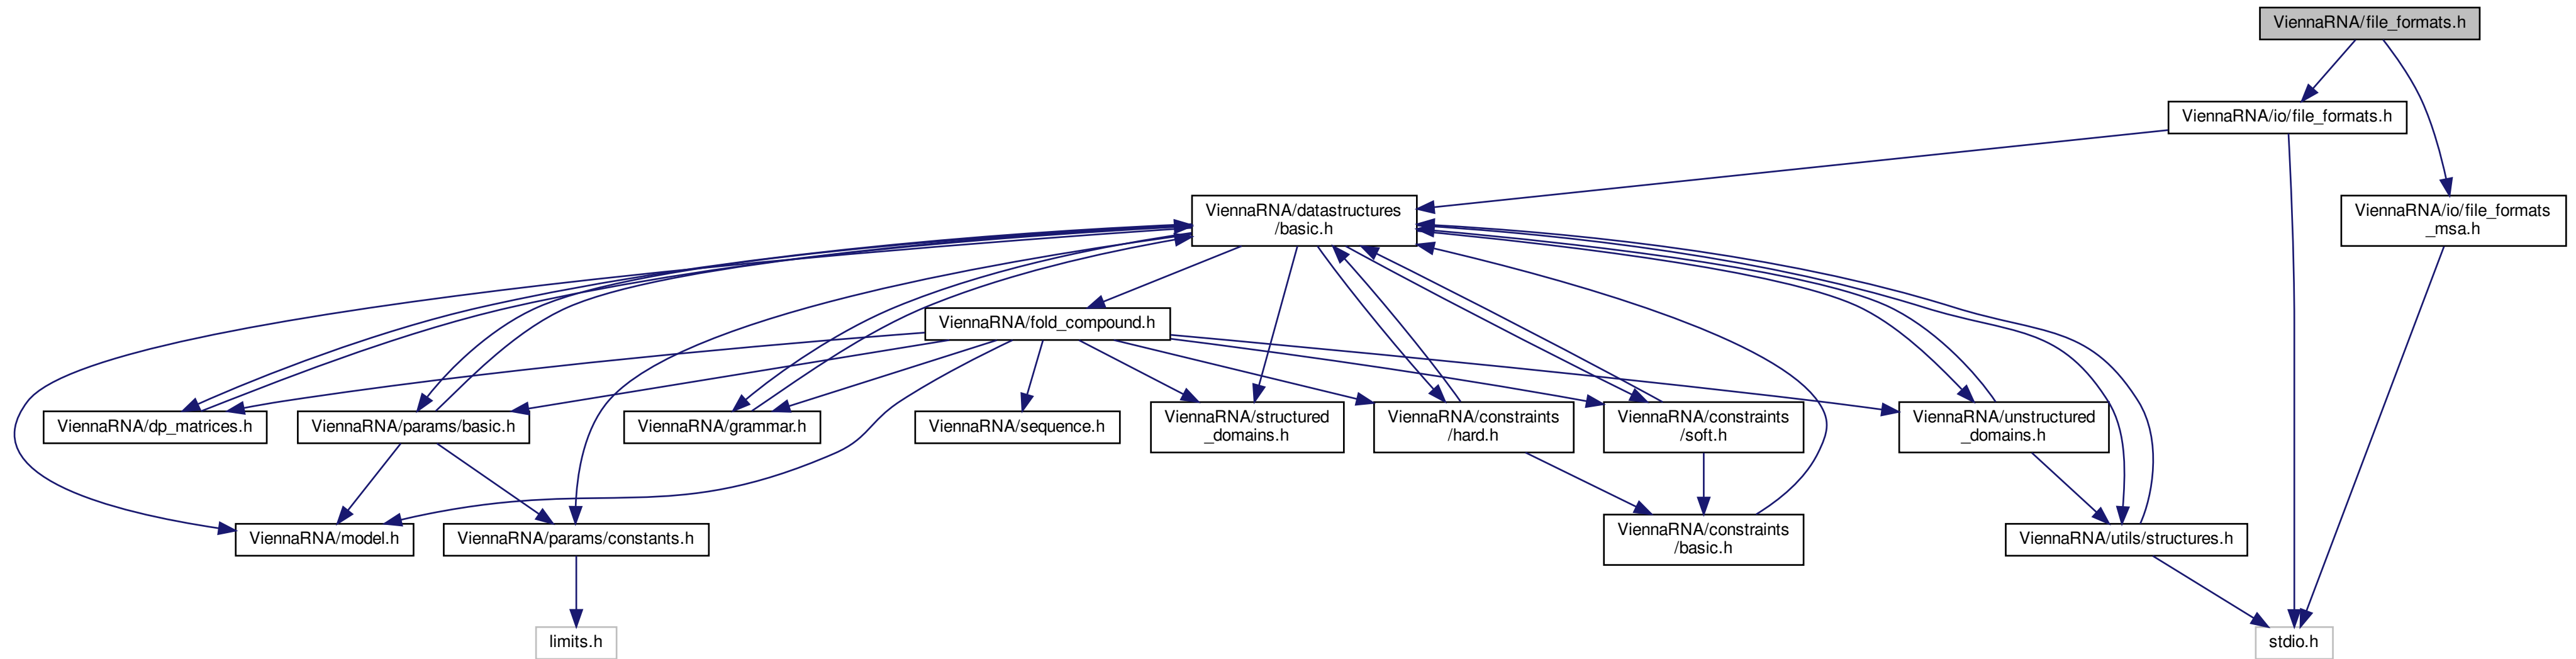 ViennaRNA/file_formats.h
ViennaRNA/io/file_formats.h
ViennaRNA/datastructures
/basic.h
ViennaRNA/io/file_formats
_msa.h
ViennaRNA/fold_compound.h
ViennaRNA/dp_matrices.h
ViennaRNA/params/basic.h
ViennaRNA/grammar.h
ViennaRNA/sequence.h
ViennaRNA/structured
_domains.h
ViennaRNA/constraints
/hard.h
ViennaRNA/constraints
/soft.h
ViennaRNA/unstructured
_domains.h
ViennaRNA/model.h
ViennaRNA/params/constants.h
ViennaRNA/constraints
/basic.h
ViennaRNA/utils/structures.h
limits.h
stdio.h